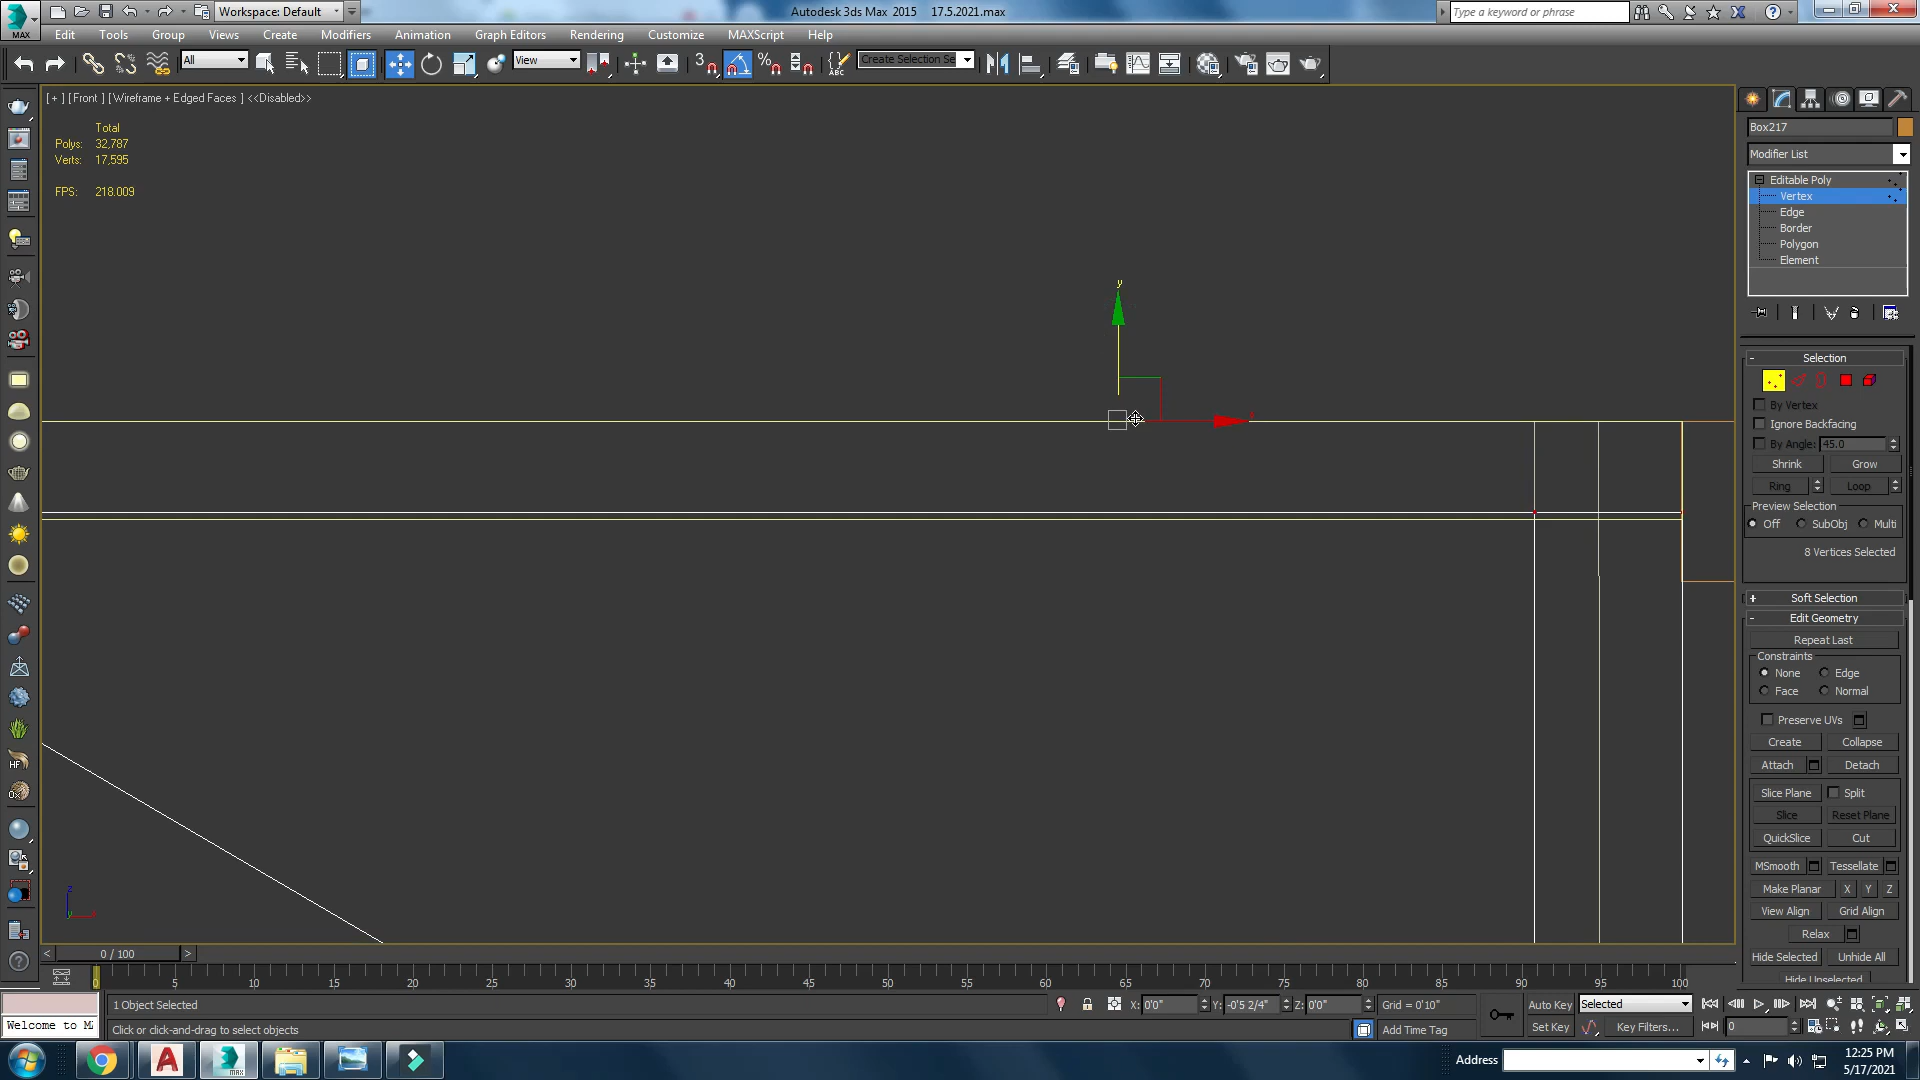 Workspace: Default
Autodesk 3ds Max 2015 17.5.2021.max
Type a keyword or phrase
MAX
Edit Tools Group Views Create Modifiers Animation Graph Editors Rendering Customize MAXScript Help
All
View
3
Create Selection Se
[ + ] [ Front ] [ Wireframe + Edged Faces ] <<Disabled>>
Total
Polys: 32,787
Verts: 17,595
FPS: 218.009
Box217
Modifier List
Editable Poly
Vertex
Edge
Border
Polygon
Element
y
Selection
By Vertex
Ignore Backfacing
By Angle: 45.0
Shrink Grow
Ring Loop
Preview Selection
Off SubObj Multi
8 Vertices Selected
Soft Selection
Edit Geometry
Repeat Last
Constraints
None Edge
Face Normal
Preserve UVs
Create Collapse
Attach Detach
Slice Plane Split
Slice Reset Plane
QuickSlice Cut
MSmooth Tessellate
Make Planar X Y Z
View Align Grid Align
Relax
Hide Selected Unhide All
Hide Unselected
z
0 / 100
0 5 10 15 20 25 30 35 40 45 50 55 60 65 70 75 80 85 90 95 100
1 Object Selected
X: 0'0" Y: -0'5 2/4" Z: 0'0" Grid = 0'10"
Auto Key Selected
Welcome to M
Click or click-and-drag to select objects
Add Time Tag
Set Key Key Filters...
0
Address
12:25 PM
5/17/2021